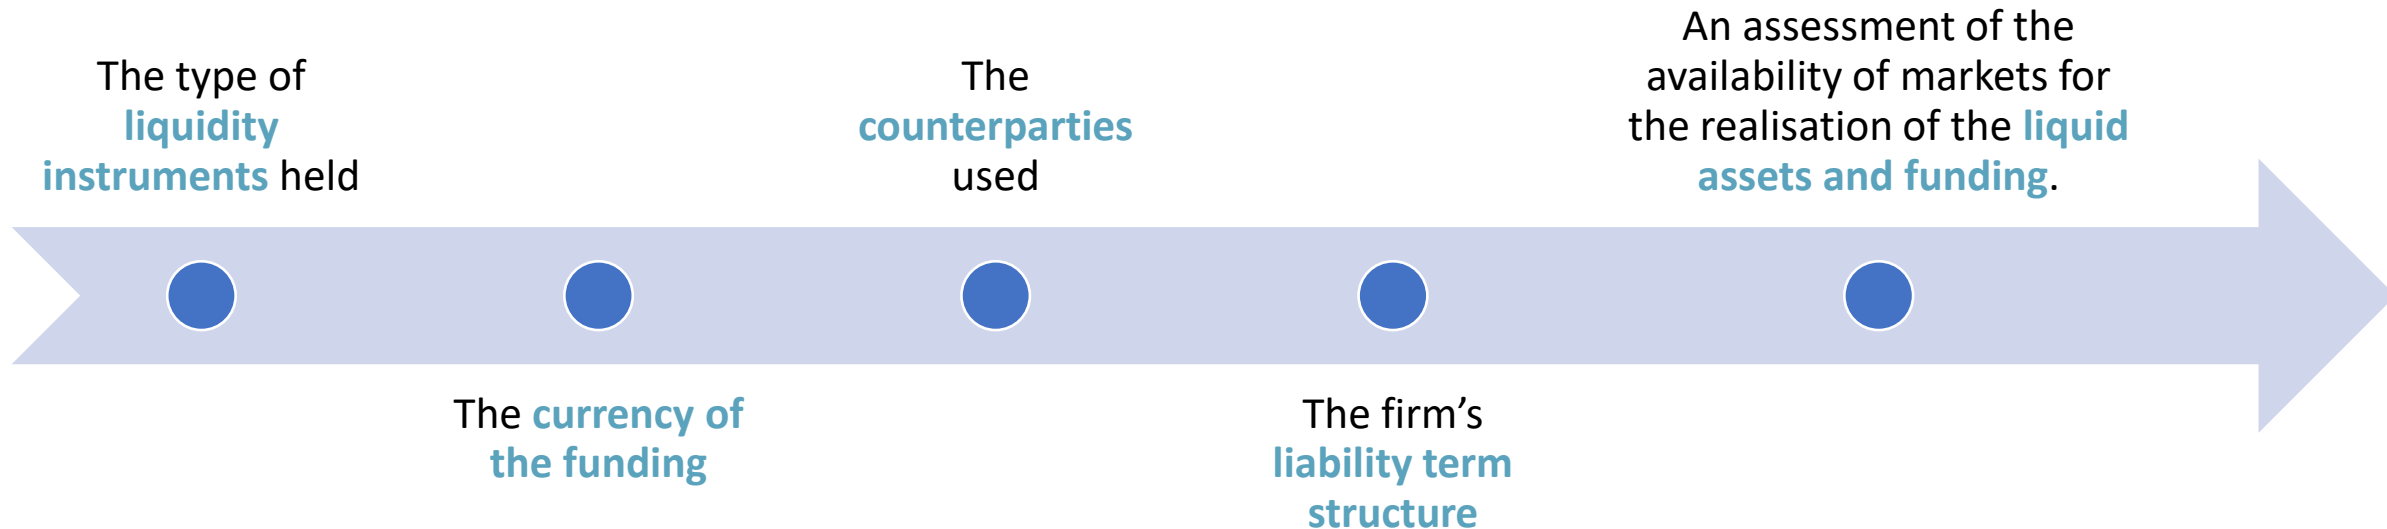 The type of
liquidity
instruments held
The currency of
the funding
The
counterparties
used
The firm’s
liability term
structure
An assessment of the
availability of markets for
the realisation of the liquid
assets and funding.